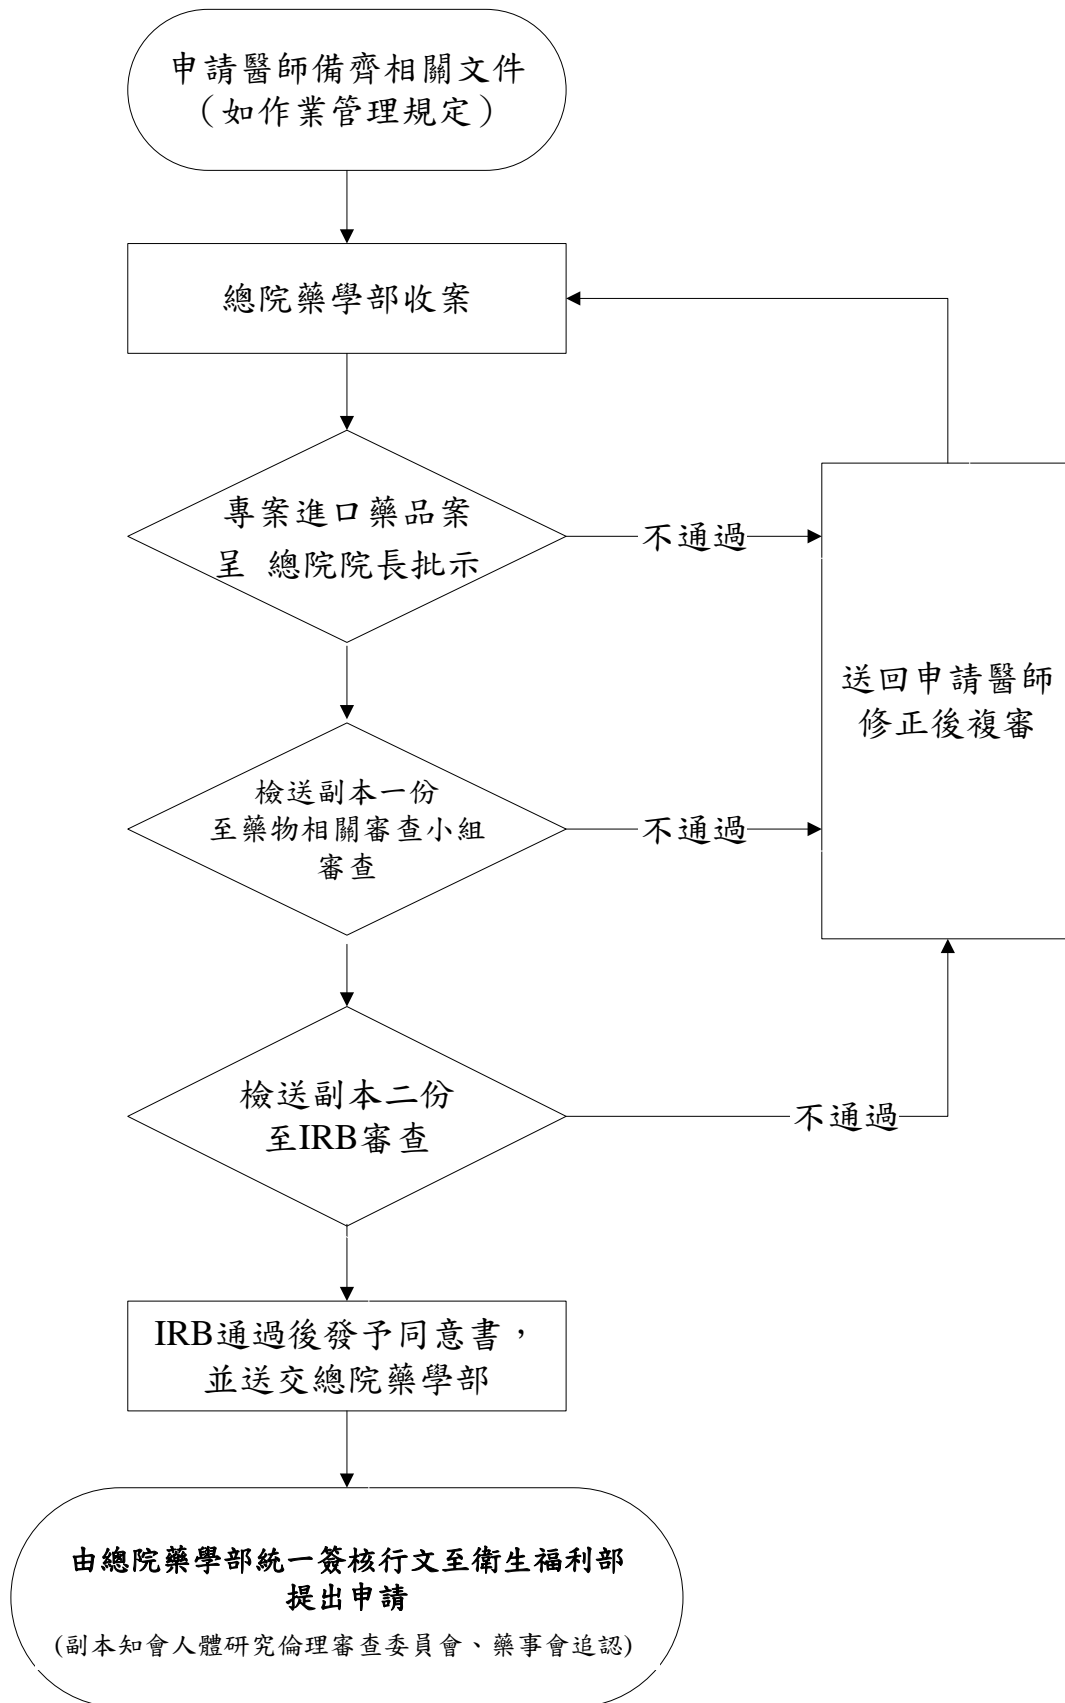 申請醫師備齊相關文件
（如作業管理規定）
總院藥學部收案
專案進口藥品案
呈 總院院長批示
不通過
送回申請醫師
修正後複審
檢送副本一份
至藥物相關審查小組
審查
不通過
檢送副本二份
至IRB審查
不通過
IRB通過後發予同意書，
並送交總院藥學部
由總院藥學部統一簽核行文至衛生福利部
提出申請
(副本知會人體研究倫理審查委員會、藥事會追認)